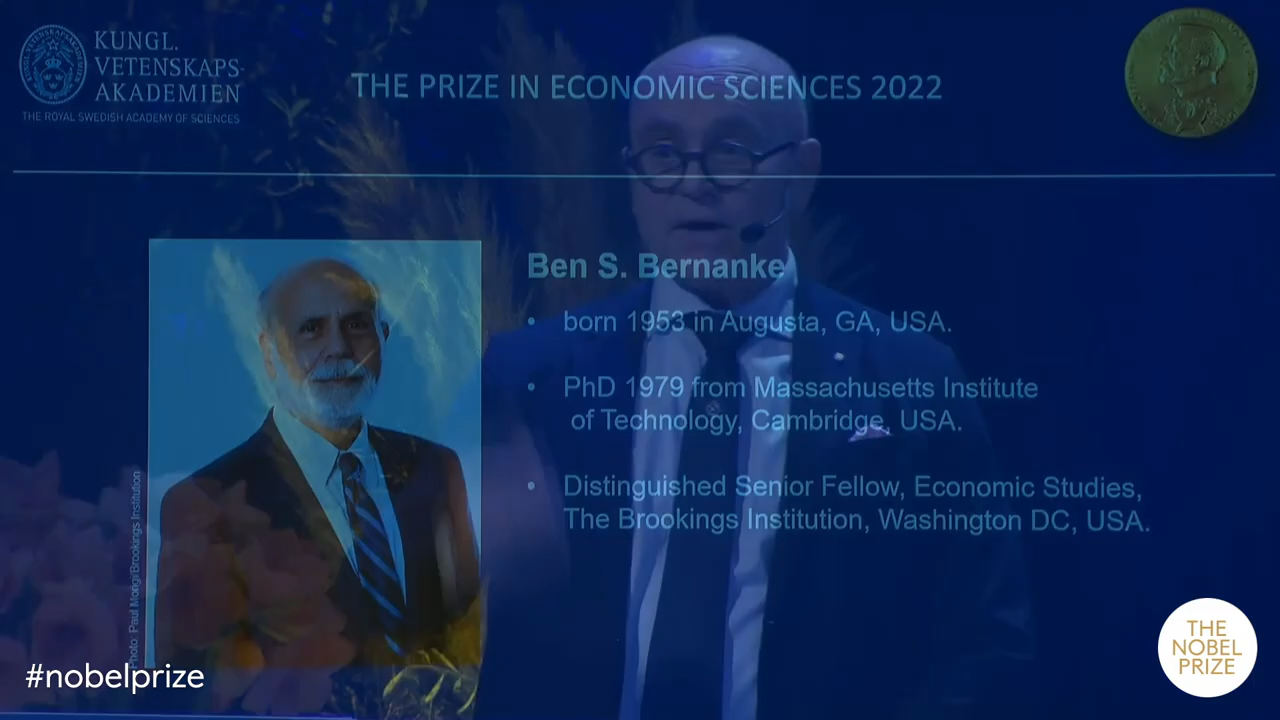 KUNGL.
VETENSKAPS-
AKADEMIEN
THE ROYAL SWEDISH ACADEMY OF SCIENCES
THE PRIZE IN ECONOMIC SCIENCES 2022
Ben S. Bernanke
• born 1953 in Augusta, GA, USA.
• PhD 1979 from Massachusetts Institute
of Technology, Cambridge, USA.
• Distinguished Senior Fellow, Economic Studies,
The Brookings Institution, Washington DC, USA.
Photo: Paul Morigi/Brookings Institution
#nobelprize
THE
NOBEL
PRIZE